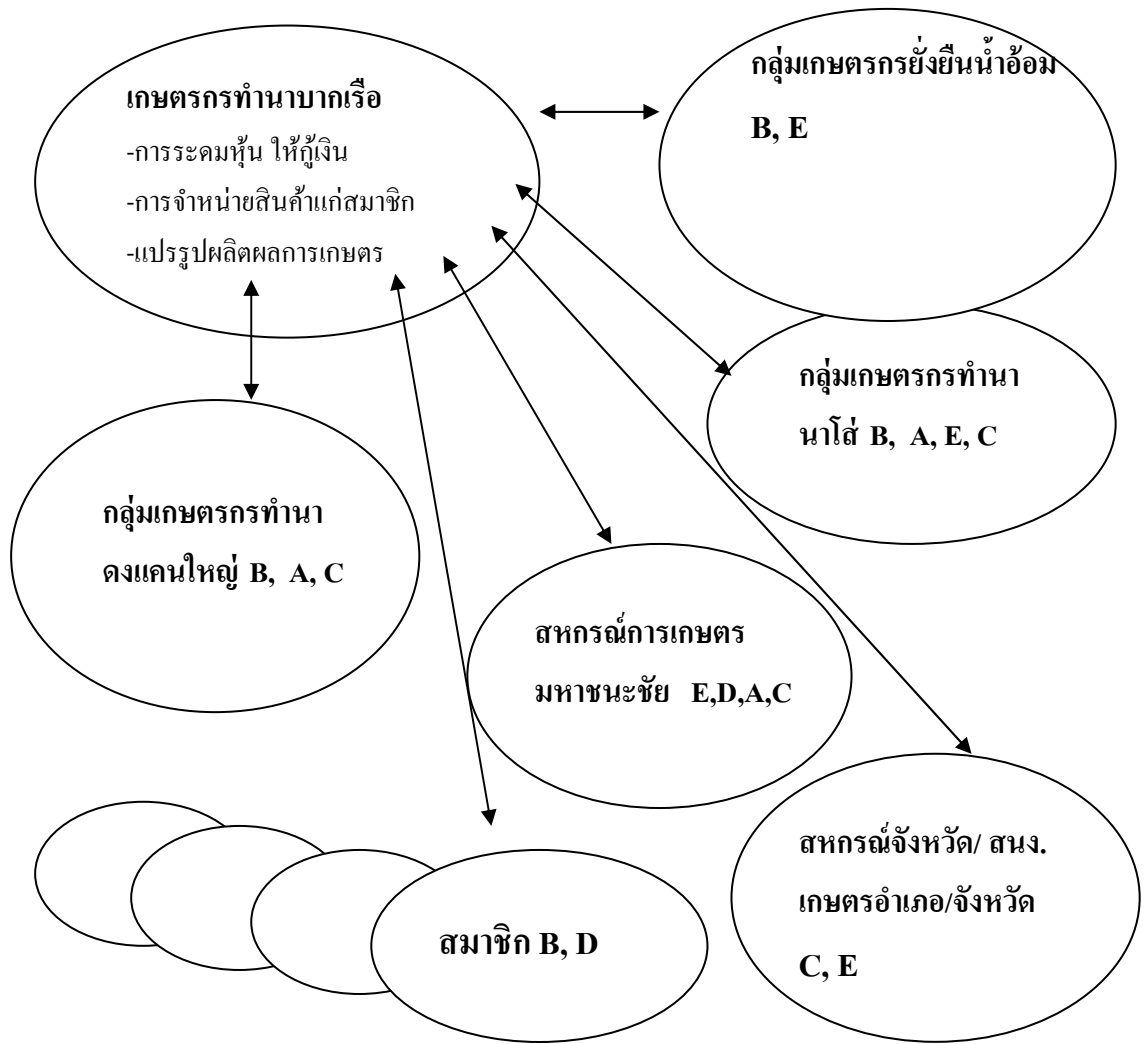 เกษตรกรทำนาบากเรือ
-การระดมหุ้น ให้กู้เงิน
-การจำหน่ายสินค้าแก่สมาชิก
-แปรรูปผลิตผลการเกษตร
กลุ่มเกษตรกรยั่งยืนน้ำอ้อม
B, E
กลุ่มเกษตรกรทำนา
นาโส่ B, A, E, C
กลุ่มเกษตรกรทำนา
ดงแคนใหญ่ B, A, C
สหกรณ์การเกษตร
มหาชนะชัย E,D,A,C
สหกรณ์จังหวัด/ สนง.
เกษตรอำเภอ/จังหวัด
C, E
สมาชิก B, D